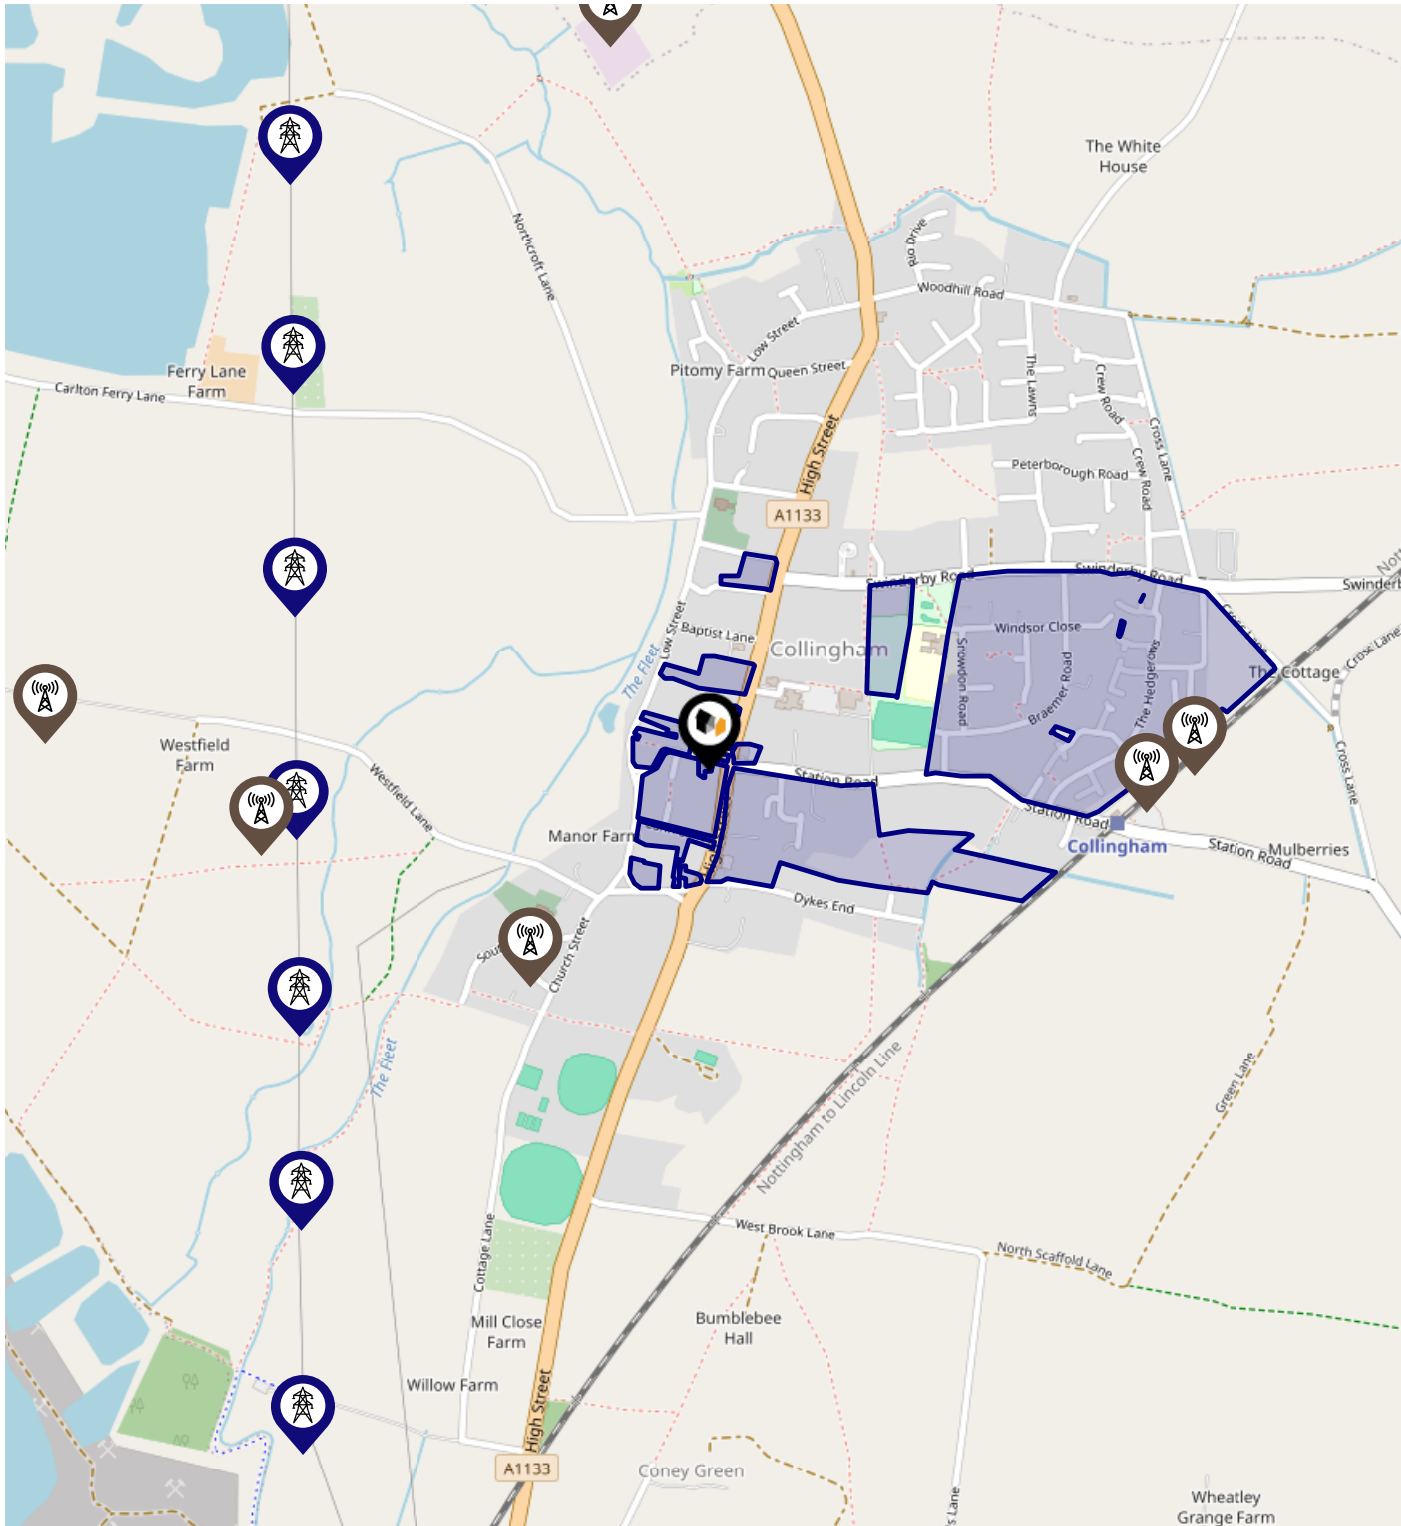 The White
House
Rio Drive
Northcroft Lane
Woodhill Road
Low Street
Ferry Lane
Farm
Pitomy Farm
Queen Street
The Lawns
Crew Road
Carlton Ferry Lane
High Street
Cross Lane
Peterborough Road
Crew Road
A1133
Swinderby Road
Swinderby Road
Low Street
Baptist Lane
Windsor Close
Cross Lane
Collingham
Snowdon Road
Braemer Road
The Hedgerows
The Cottage
Cross Lane
The Fleet
Westfield
Farm
Westfield Lane
Station Road
Cross Lane
Manor Farm
Station Road
Collingham
Station Road
Mulberries
Dykes End
Church Street
The Fleet
Nottingham to Lincoln Line
Green Lane
West Brook Lane
North Scaffold Lane
Cottage Lane
Mill Close
Farm
Bumblebee
Hall
Willow Farm
High Street
A1133
Coney Green
Wheatley
Grange Farm